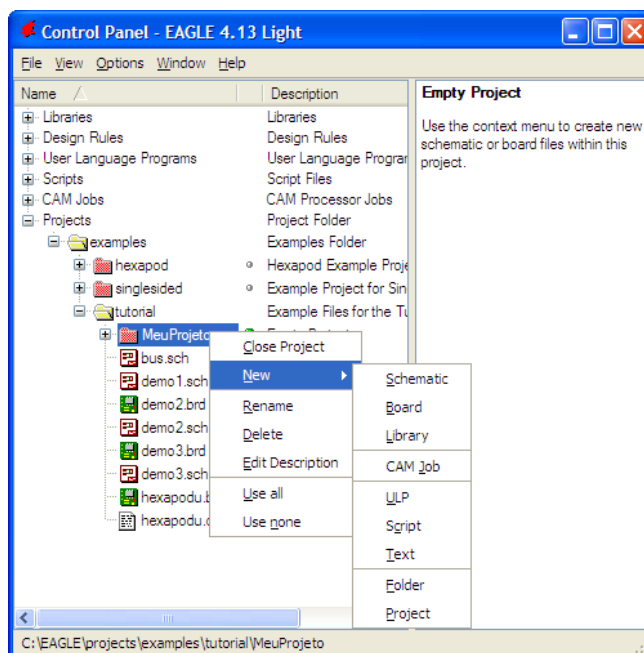 Control Panel - EAGLE 4.13 Light
File View Options Window Help
Name Description
Libraries Libraries
Design Rules Design Rules
User Language Programs User Language Progra
Scripts Script Files
CAM Jobs CAM Processor Jobs
Projects Project Folder
examples Examples Folder
hexapod Hexapod Example Proje
singlesided Example Project for Sin
tutorial Example Files for the Tu
MeuProjeto
bus.sch
demo1.sch
demo2.brd
demo2.sch
demo3.brd
demo3.sch
hexapodu.b
hexapodu.
Close Project
New
Rename
Delete
Edit Description
Use all
Use none
Schematic
Board
Library
CAM Job
ULP
Script
Text
Folder
Project
Empty Project
Use the context menu to create new
schematic or board files within this
project.
C:\EAGLE\projects\examples\tutorial\MeuProjeto